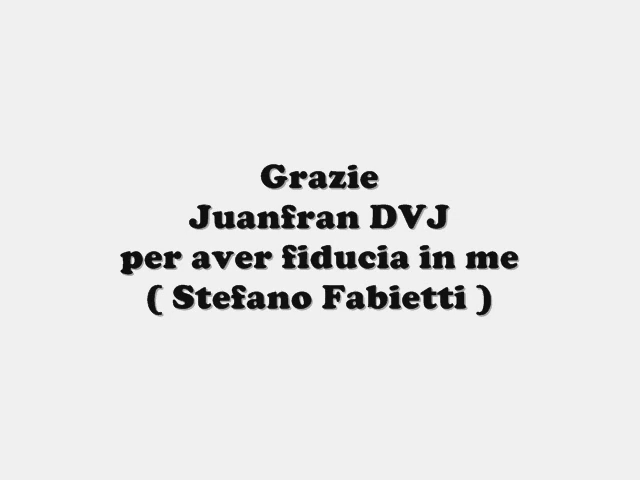 Grazie
Juanfran DVJ
per aver fiducia in me
( Stefano Fabietti )